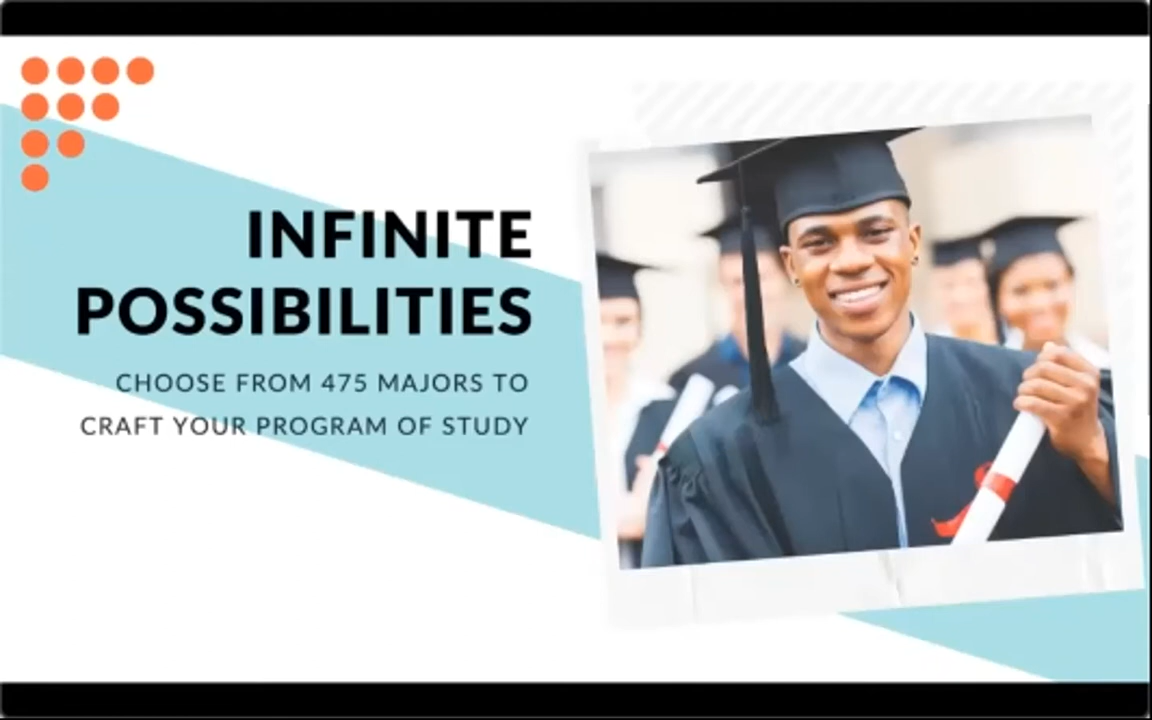 INFINITE
POSSIBILITIES
CHOOSE FROM 475 MAJORS TO
CRAFT YOUR PROGRAM OF STUDY